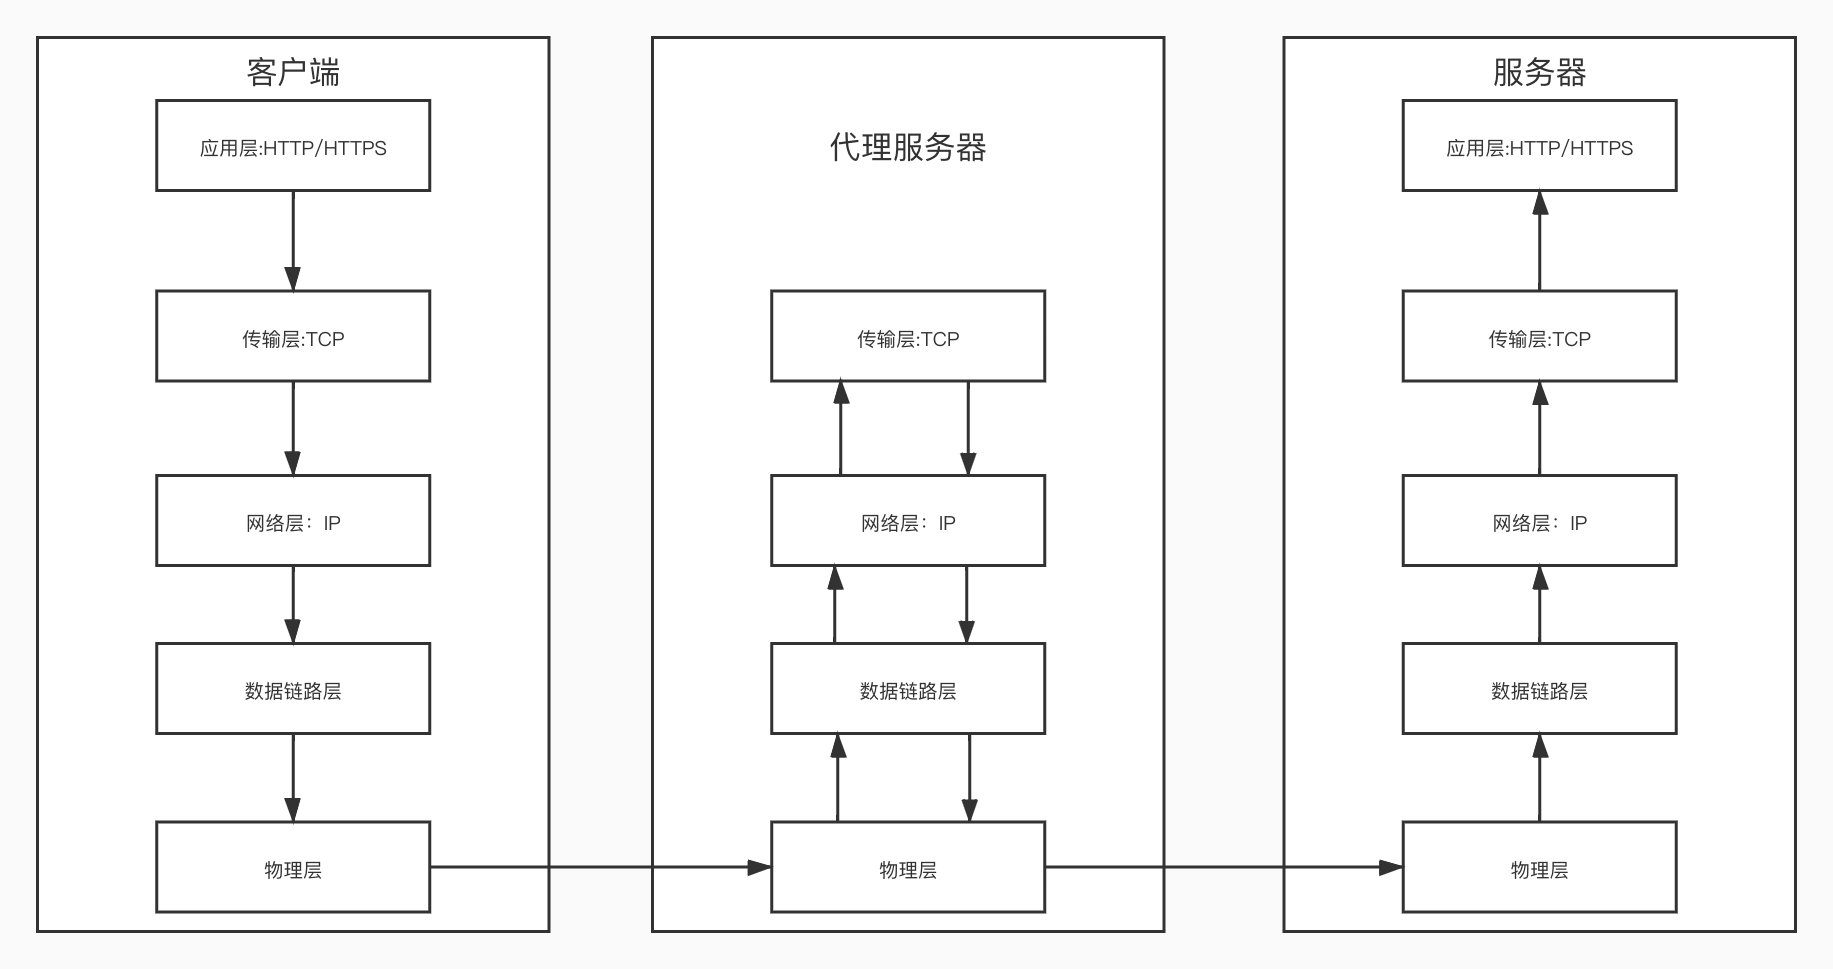 客户端
应用层:HTTP/HTTPS
传输层:TCP
网络层：IP
数据链路层
物理层
代理服务器
传输层:TCP
网络层：IP
数据链路层
物理层
服务器
应用层:HTTP/HTTPS
传输层:TCP
网络层：IP
数据链路层
物理层